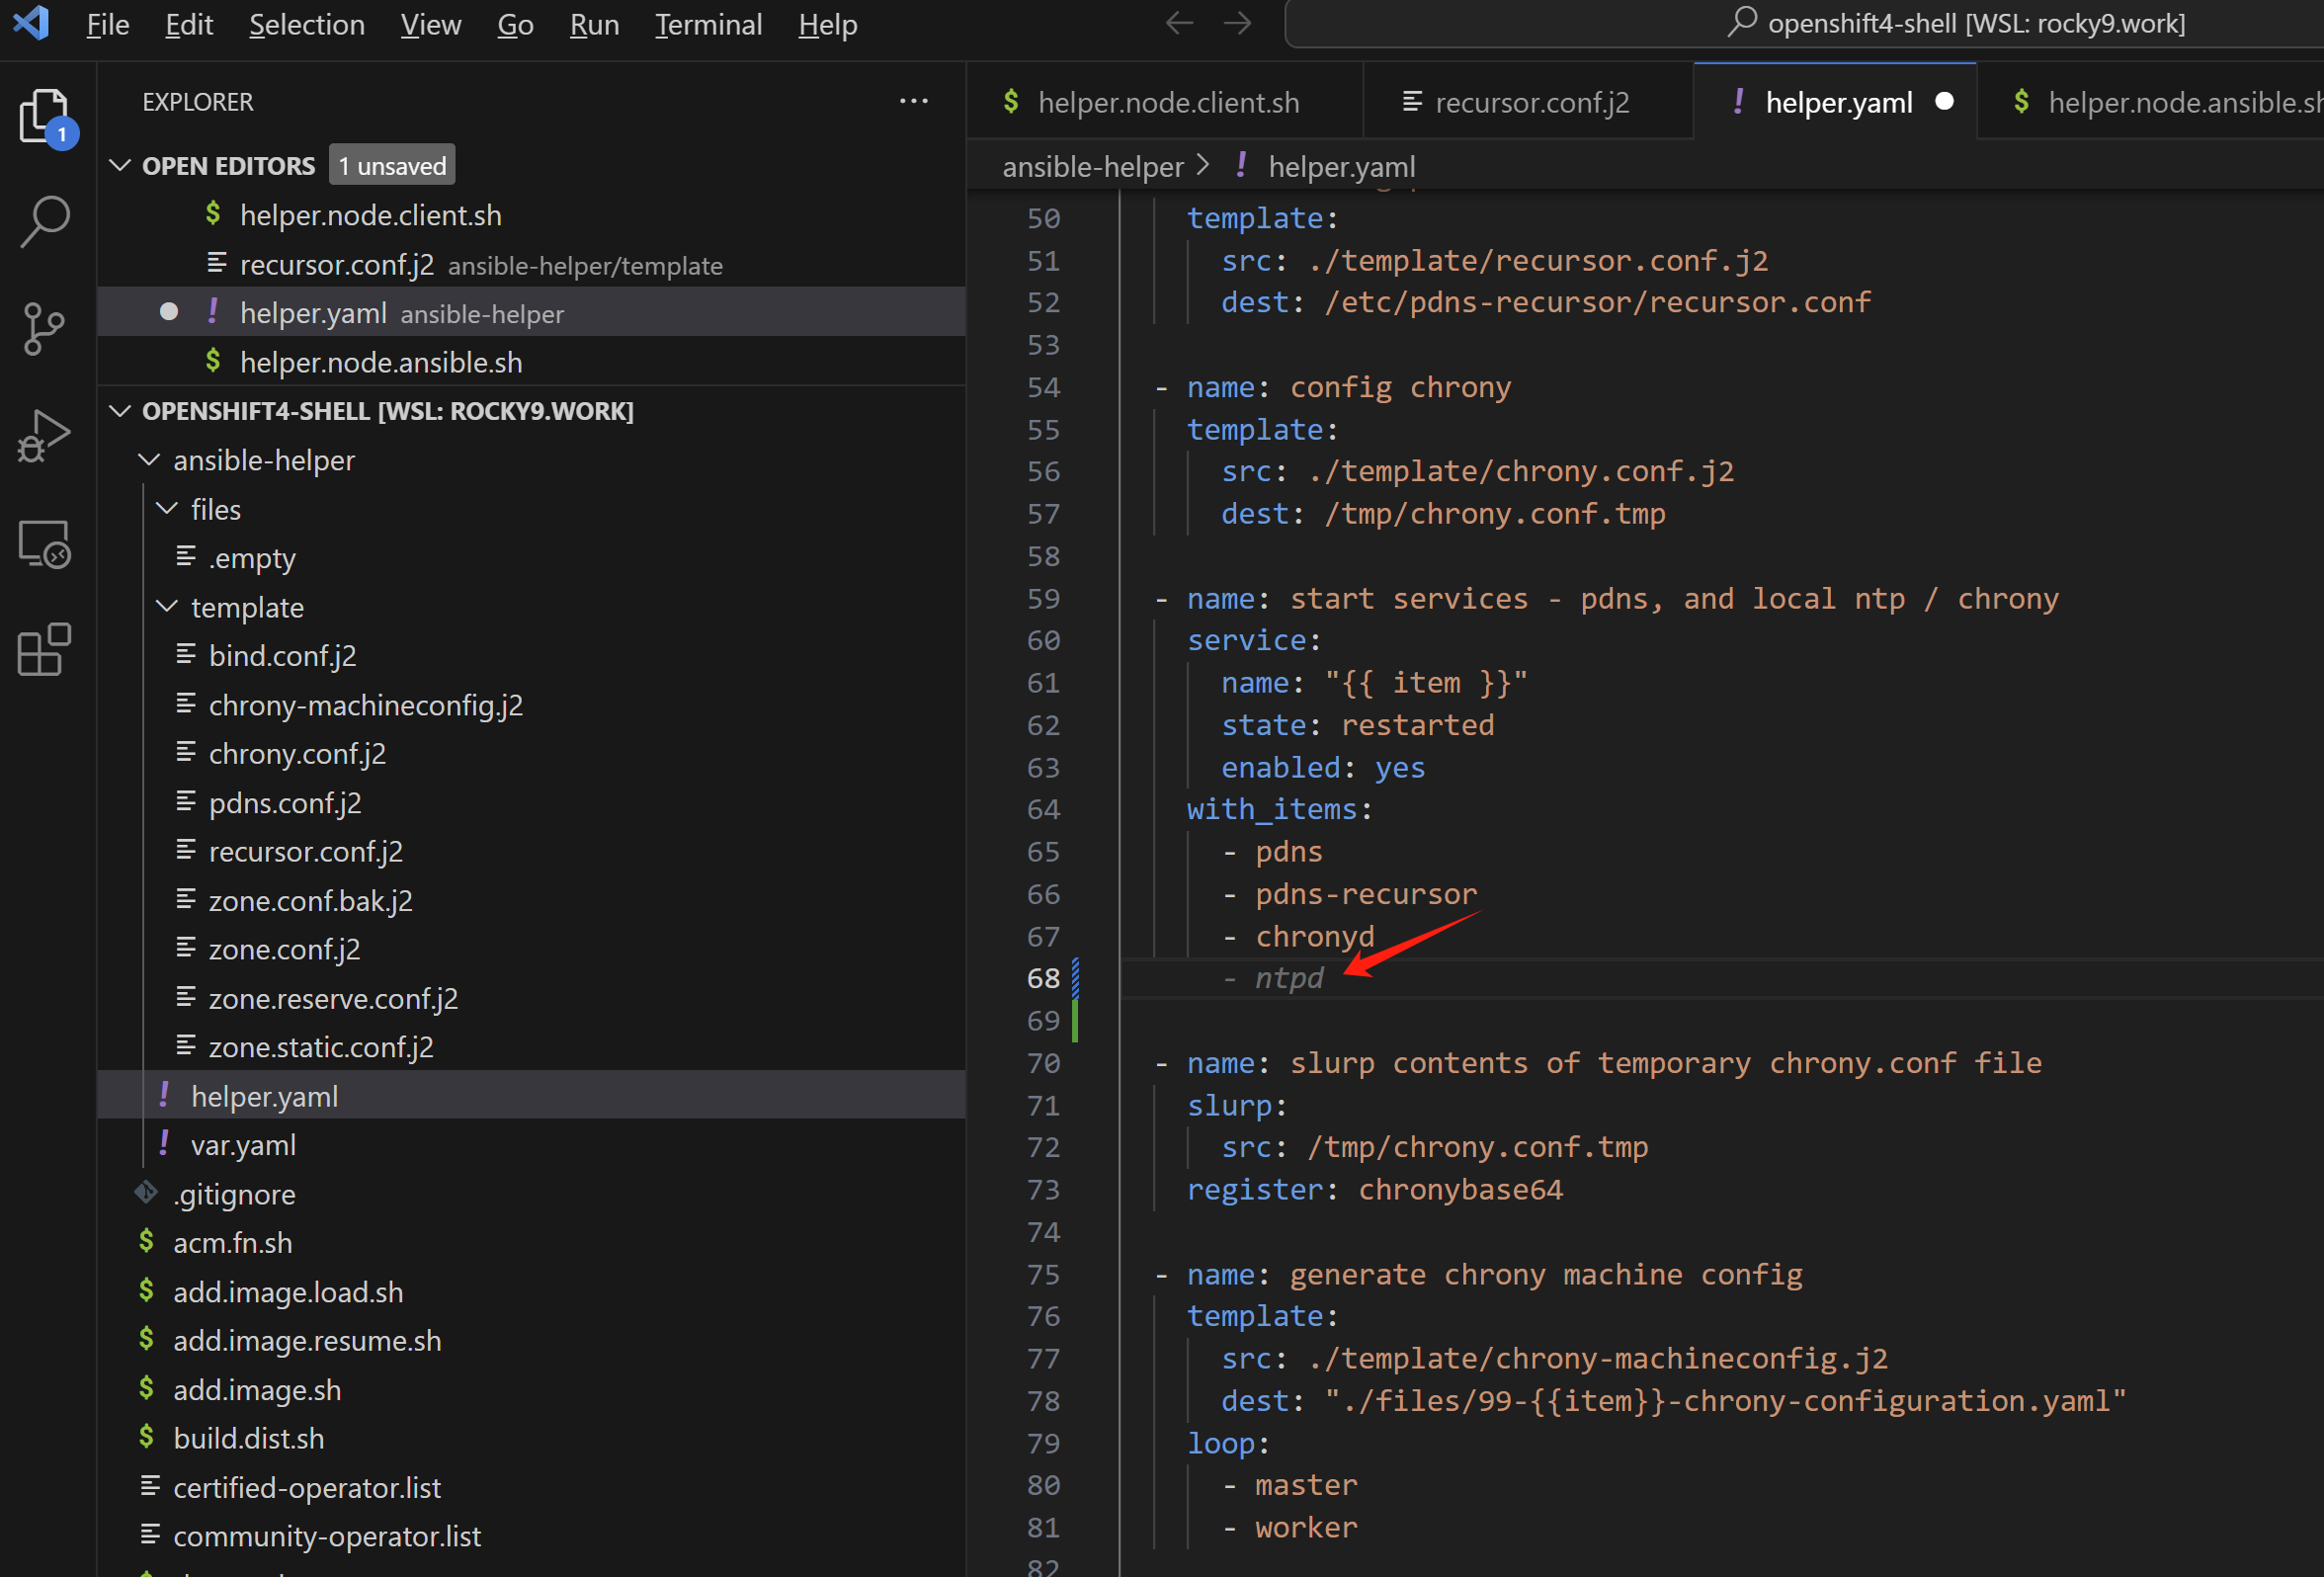 File Edit Selection View Go Run Terminal Help
openshift4-shell [WSL: rocky9.work]
1
EXPLORER
OPEN EDITORS 1 unsaved
$ helper.node.client.sh
recursor.conf.j2 ansible-helper/template
! helper.yaml ansible-helper
$ helper.node.ansible.sh
OPENSHIFT4-SHELL [WSL: ROCKY9.WORK]
ansible-helper
files
.empty
template
bind.conf.j2
chrony-machineconfig.j2
chrony.conf.j2
pdns.conf.j2
recursor.conf.j2
zone.conf.bak.j2
zone.conf.j2
zone.reserve.conf.j2
zone.static.conf.j2
! helper.yaml
! var.yaml
.gitignore
$ acm.fn.sh
$ add.image.load.sh
$ add.image.resume.sh
$ add.image.sh
$ build.dist.sh
certified-operator.list
community-operator.list
$ helper.node.client.sh recursor.conf.j2 ! helper.yaml $ helper.node.ansible.sh
ansible-helper > ! helper.yaml
50 template:
51 src: ./template/recursor.conf.j2
52 dest: /etc/pdns-recursor/recursor.conf
53
54 - name: config chrony
55 template:
56 src: ./template/chrony.conf.j2
57 dest: /tmp/chrony.conf.tmp
58
59 - name: start services - pdns, and local ntp / chrony
60 service:
61 name: "{{ item }}"
62 state: restarted
63 enabled: yes
64 with_items:
65 - pdns
66 - pdns-recursor
67 - chronyd
68 - ntpd
69
70 - name: slurp contents of temporary chrony.conf file
71 slurp:
72 src: /tmp/chrony.conf.tmp
73 register: chronybase64
74
75 - name: generate chrony machine config
76 template:
77 src: ./template/chrony-machineconfig.j2
78 dest: "./files/99-{{item}}-chrony-configuration.yaml"
79 loop:
80 - master
81 - worker
82